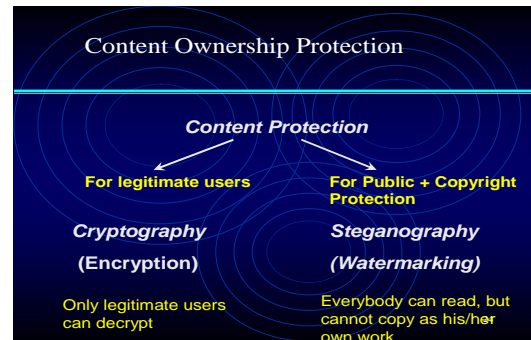 Content Ownership Protection
Content Protection
For legitimate users
For Public + Copyright
Protection
Cryptography
Steganography
(Encryption)
(Watermarking)
Only legitimate users
can decrypt
Everybody can read, but
cannot copy as his/her
own work